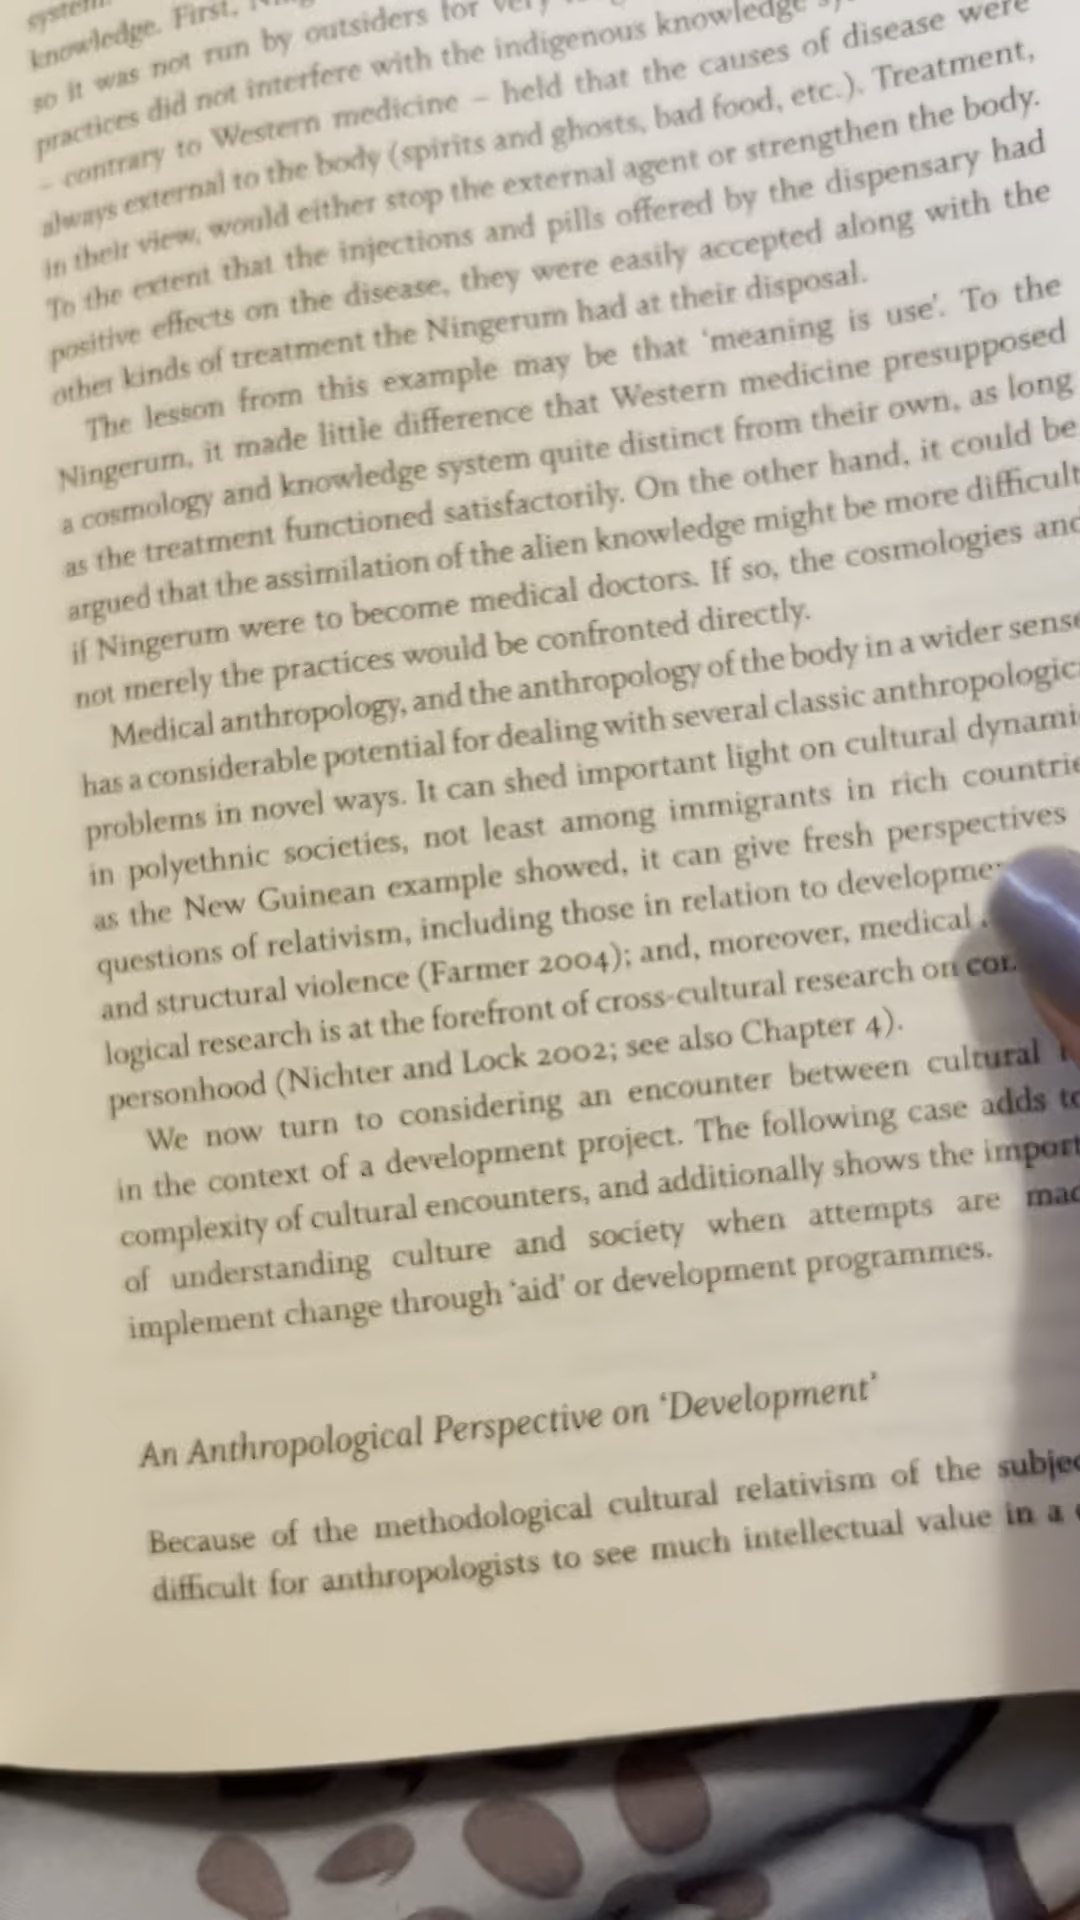 system.
knowledge. First,
so it was not run by outsiders for very
practices did not interfere with the indigenous knowledge
– contrary to Western medicine – held that the causes of disease were
always external to the body (spirits and ghosts, bad food, etc.). Treatment,
in their view, would either stop the external agent or strengthen the body.
To the extent that the injections and pills offered by the dispensary had
positive effects on the disease, they were easily accepted along with the
other kinds of treatment the Ningerum had at their disposal.
The lesson from this example may be that ‘meaning is use’. To the
Ningerum, it made little difference that Western medicine presupposed
a cosmology and knowledge system quite distinct from their own, as long
as the treatment functioned satisfactorily. On the other hand, it could be
argued that the assimilation of the alien knowledge might be more difficult
if Ningerum were to become medical doctors. If so, the cosmologies and
not merely the practices would be confronted directly.
Medical anthropology, and the anthropology of the body in a wider sense
has a considerable potential for dealing with several classic anthropologic
problems in novel ways. It can shed important light on cultural dynami
in polyethnic societies, not least among immigrants in rich countrie
as the New Guinean example showed, it can give fresh perspectives
questions of relativism, including those in relation to developme
and structural violence (Farmer 2004); and, moreover, medical
logical research is at the forefront of cross-cultural research on
personhood (Nichter and Lock 2002; see also Chapter 4).
We now turn to considering an encounter between cultural
in the context of a development project. The following case adds to
complexity of cultural encounters, and additionally shows the import
of understanding culture and society when attempts are mad
implement change through ‘aid’ or development programmes.
An Anthropological Perspective on ‘Development’
Because of the methodological cultural relativism of the subjec
difficult for anthropologists to see much intellectual value in a